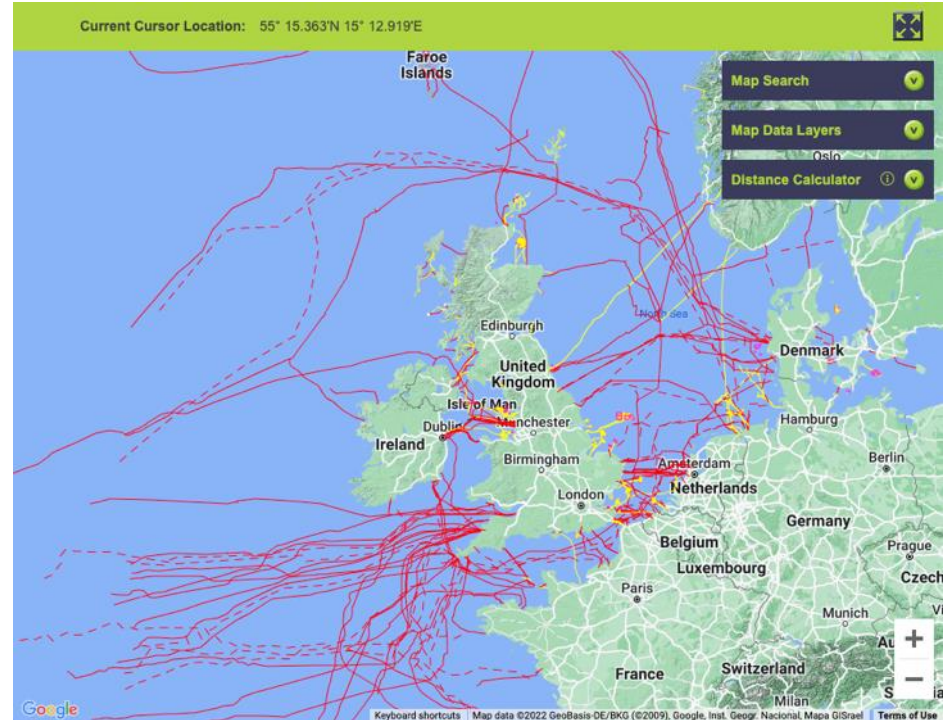 Current Cursor Location: 55° 15.363'N 15° 12.919'E
Faroe
Islands
Map Search
Map Data Layers
Oslo
Distance Calculator
North Sea
Edinburgh
Denmark
United
Kingdom
Isle of Man
Dublin
Manchester
Hamburg
Ireland
Birmingham
Amsterdam
Berlin
Netherlands
London
Germany
Belgium
Prague
Luxembourg
Czech
Paris
Munich
France
Switzerland
Milan
Google
Keyboard shortcuts
Map data ©2022 GeoBasis-DE/BKG (©2009), Google, Inst. Geogr. Nacional, Mapa GISrael
Terms of Use